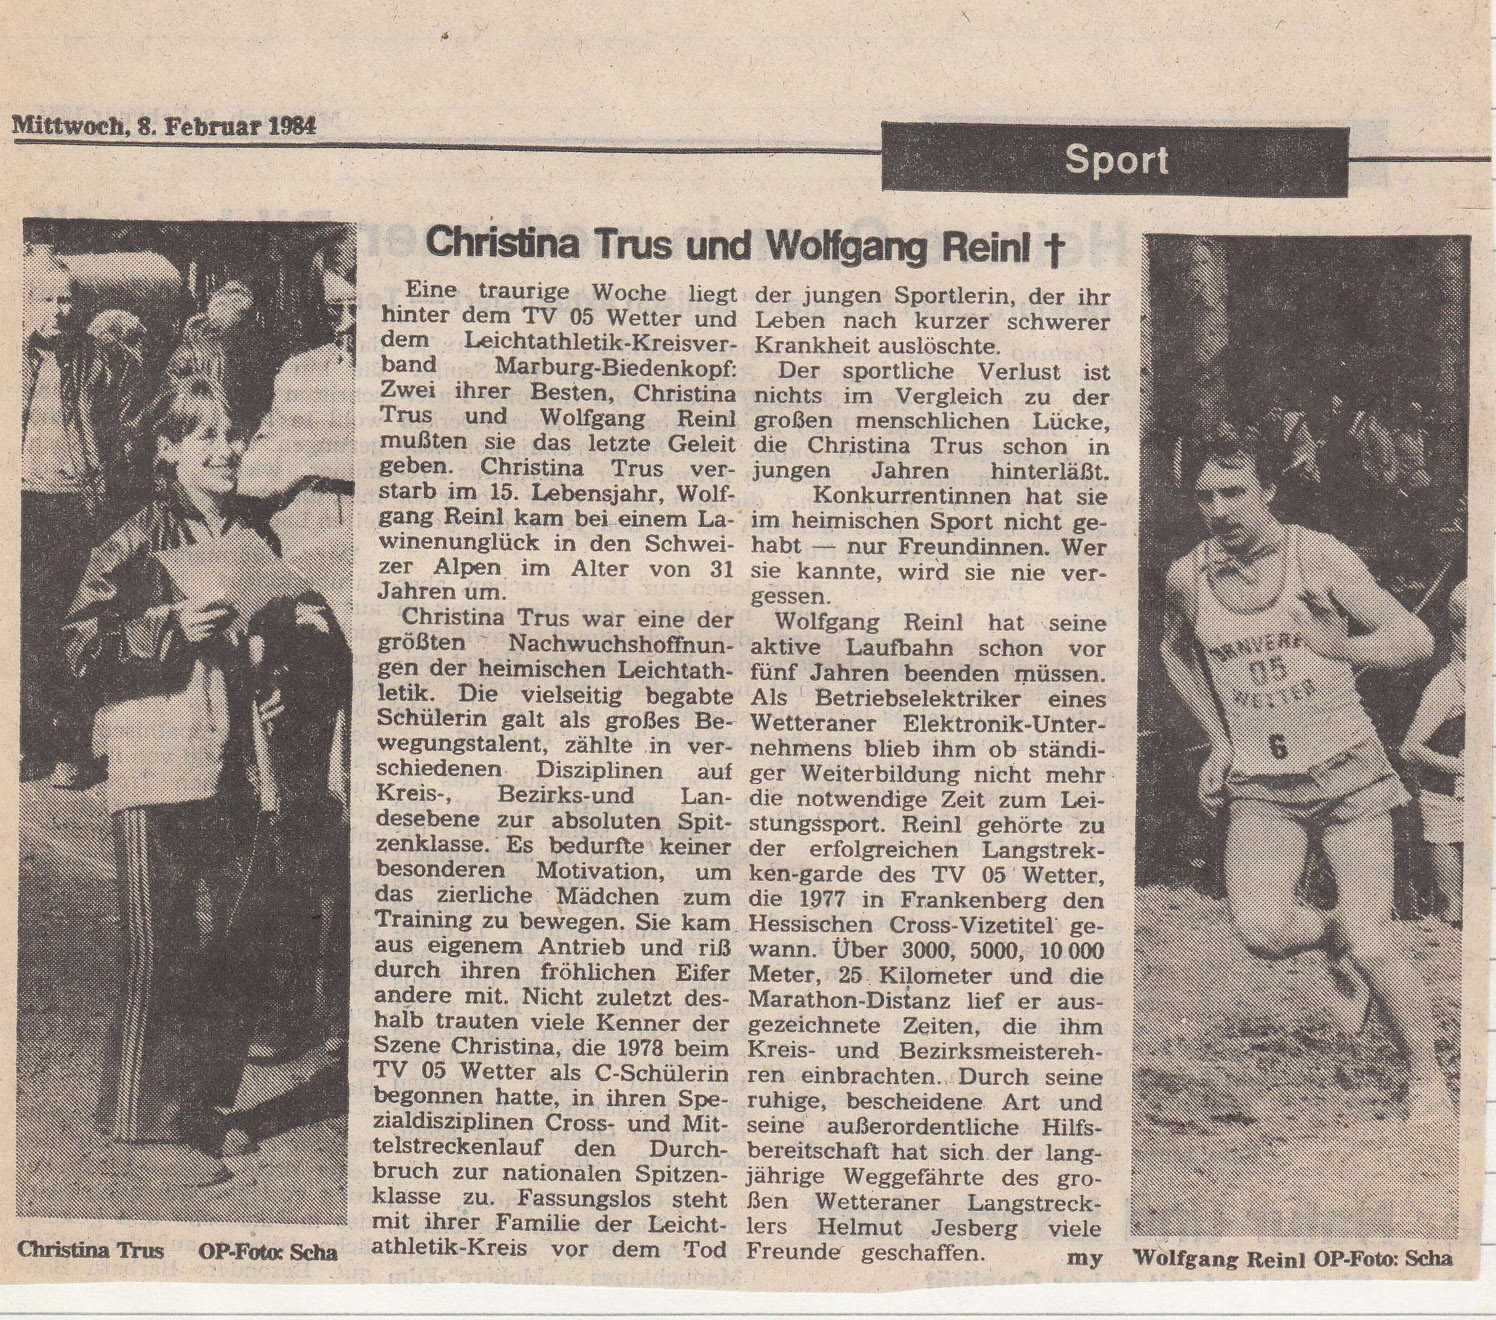 Mittwoch, 8. Februar 1984
Sport
Christina Trus und Wolfgang Reinl †
Eine traurige Woche liegt
hinter dem TV 05 Wetter und
dem Leichtathletik-Kreisver-
band Marburg-Biedenkopf:
Zwei ihrer Besten, Christina
Trus und Wolfgang Reinl
mußten sie das letzte Geleit
geben. Christina Trus ver-
starb im 15. Lebensjahr, Wolf-
gang Reinl kam bei einem La-
winenunglück in den Schwei-
zer Alpen im Alter von 31
Jahren um.
Christina Trus war eine der
größten Nachwuchshoffnun-
gen der heimischen Leichtath-
letik. Die vielseitig begabte
Schülerin galt als großes Be-
wegungstalent, zählte in ver-
schiedenen Disziplinen auf
Kreis-, Bezirks-und Lan-
desebene zur absoluten Spit-
zenklasse. Es bedurfte keiner
besonderen Motivation, um
das zierliche Mädchen zum
Training zu bewegen. Sie kam
aus eigenem Antrieb und riß
durch ihren fröhlichen Eifer
andere mit. Nicht zuletzt des-
halb trauten viele Kenner der
Szene Christina, die 1978 beim
TV 05 Wetter als C-Schülerin
begonnen hatte, in ihren Spe-
zialdisziplinen Cross- und Mit-
telstreckenlauf den Durch-
bruch zur nationalen Spitzen-
klasse zu. Fassungslos steht
mit ihrer Familie der Leicht-
athletik-Kreis vor dem Tod
der jungen Sportlerin, der ihr
Leben nach kurzer schwerer
Krankheit auslöschte.
Der sportliche Verlust ist
nichts im Vergleich zu der
großen menschlichen Lücke,
die Christina Trus schon in
jungen Jahren hinterläßt.
Konkurrentinnen hat sie
im heimischen Sport nicht ge-
habt — nur Freundinnen. Wer
sie kannte, wird sie nie ver-
gessen.
Wolfgang Reinl hat seine
aktive Laufbahn schon vor
fünf Jahren beenden müssen.
Als Betriebselektriker eines
Wetteraner Elektronik-Unter-
nehmens blieb ihm ob ständi-
ger Weiterbildung nicht mehr
die notwendige Zeit zum Lei-
stungssport. Reinl gehörte zu
der erfolgreichen Langstrek-
ken-garde des TV 05 Wetter,
die 1977 in Frankenberg den
Hessischen Cross-Vizetitel ge-
wann. Über 3000, 5000, 10 000
Meter, 25 Kilometer und die
Marathon-Distanz lief er aus-
gezeichnete Zeiten, die ihm
Kreis- und Bezirksmeistereh-
ren einbrachten. Durch seine
ruhige, bescheidene Art und
seine außerordentliche Hilfs-
bereitschaft hat sich der lang-
jährige Weggefährte des gro-
ßen Wetteraner Langstreck-
lers Helmut Jesberg viele
Freunde geschaffen. my
05
WETTER
6
Christina Trus OP-Foto: Scha
Wolfgang Reinl OP-Foto: Scha